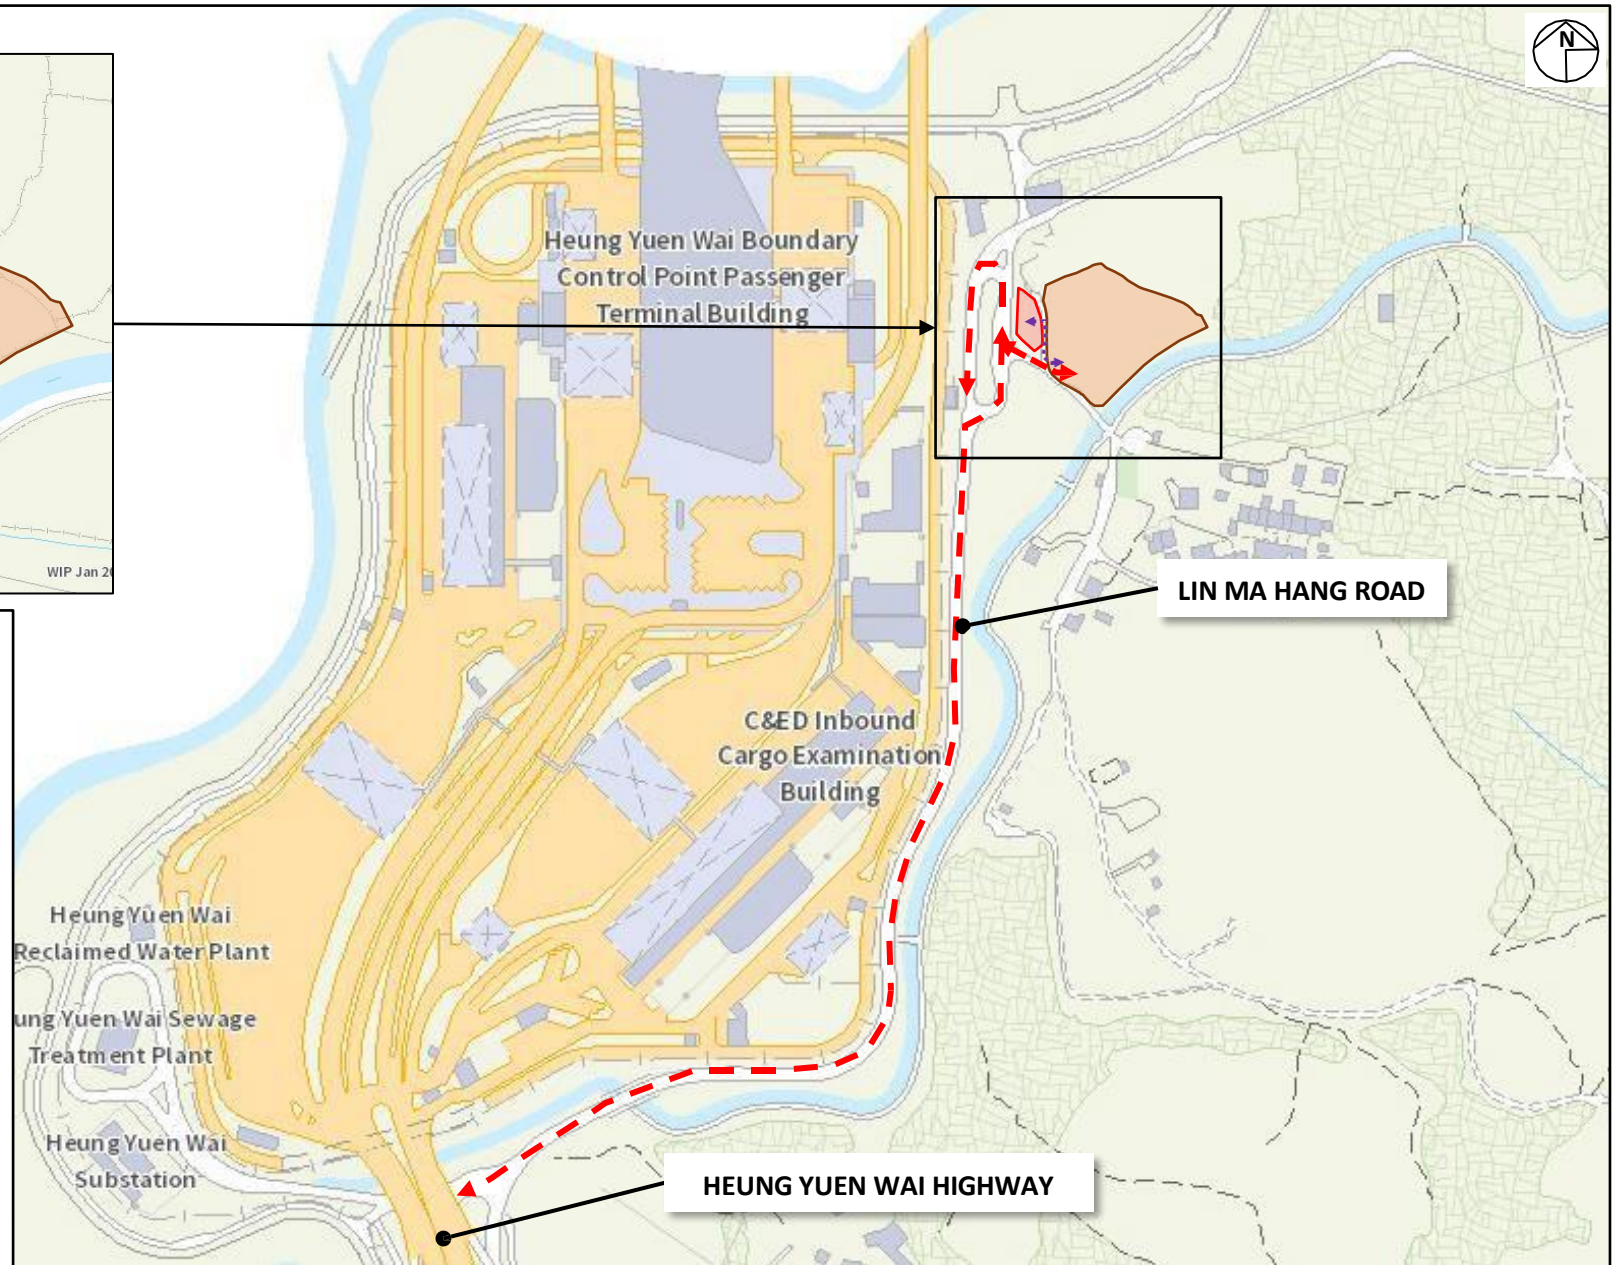 N
Heung Yuen Wai Boundary
Control Point Passenger
Terminal Building
WIP Jan 20
LIN MA HANG ROAD
C&ED Inbound
Cargo Examination
Building
Heung Yuen Wai
Reclaimed Water Plant
ung Yuen Wai Sewage
Treatment Plant
Heung Yuen Wai
Substation
HEUNG YUEN WAI HIGHWAY